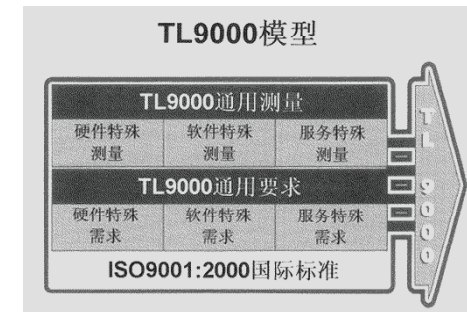 TL9000模型
TL9000通用测量
硬件特殊 软件特殊 服务特殊
测量 测量 测量
TL9000通用要求
硬件特殊 软件特殊 服务特殊
需求 需求 需求
ISO9001:2000国际标准
TL 9000